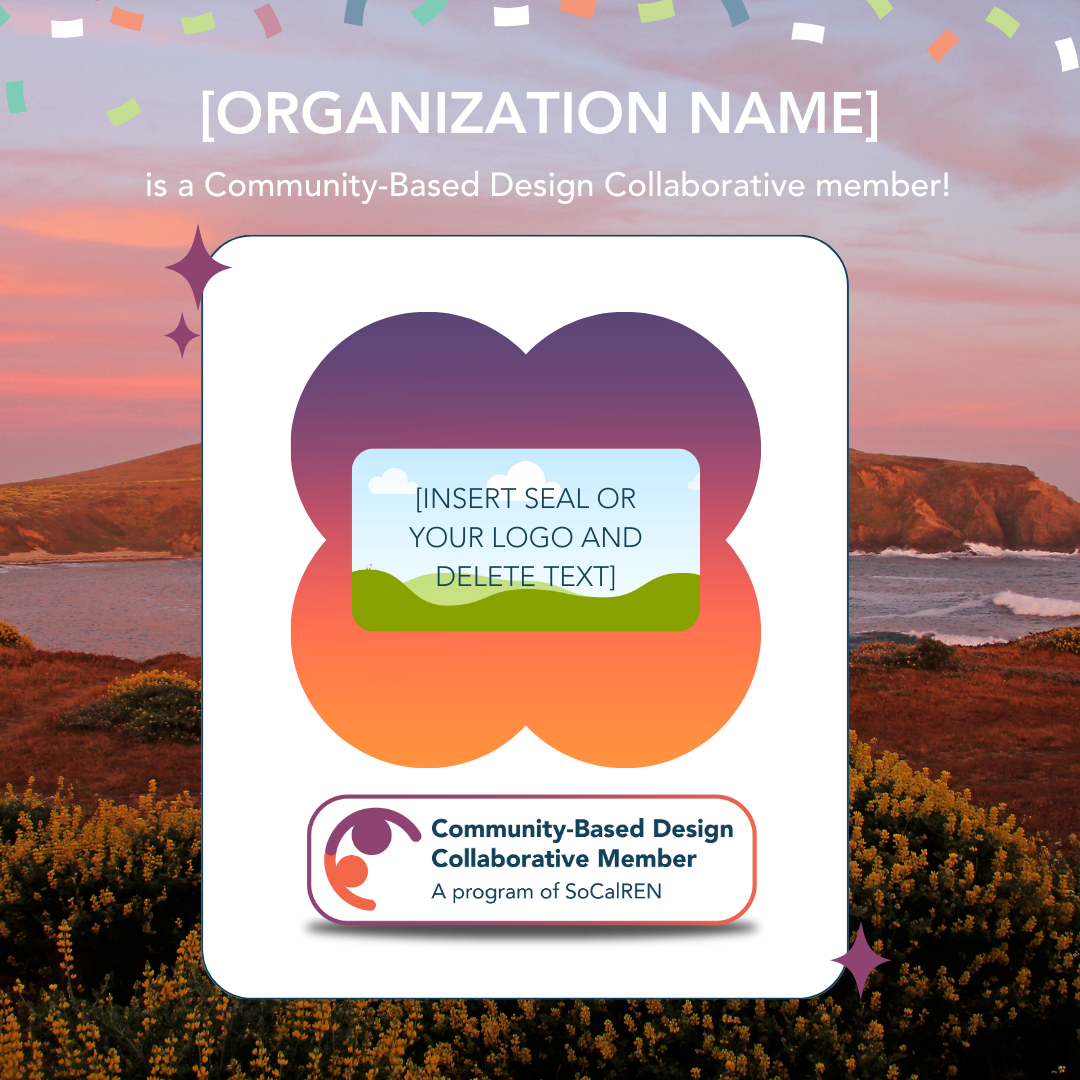 [ORGANIZATION NAME]
is a Community-Based Design Collaborative member!
[INSERT SEAL OR
YOUR LOGO AND
DELETE TEXT]
Community-Based Design
Collaborative Member
A program of SoCalREN